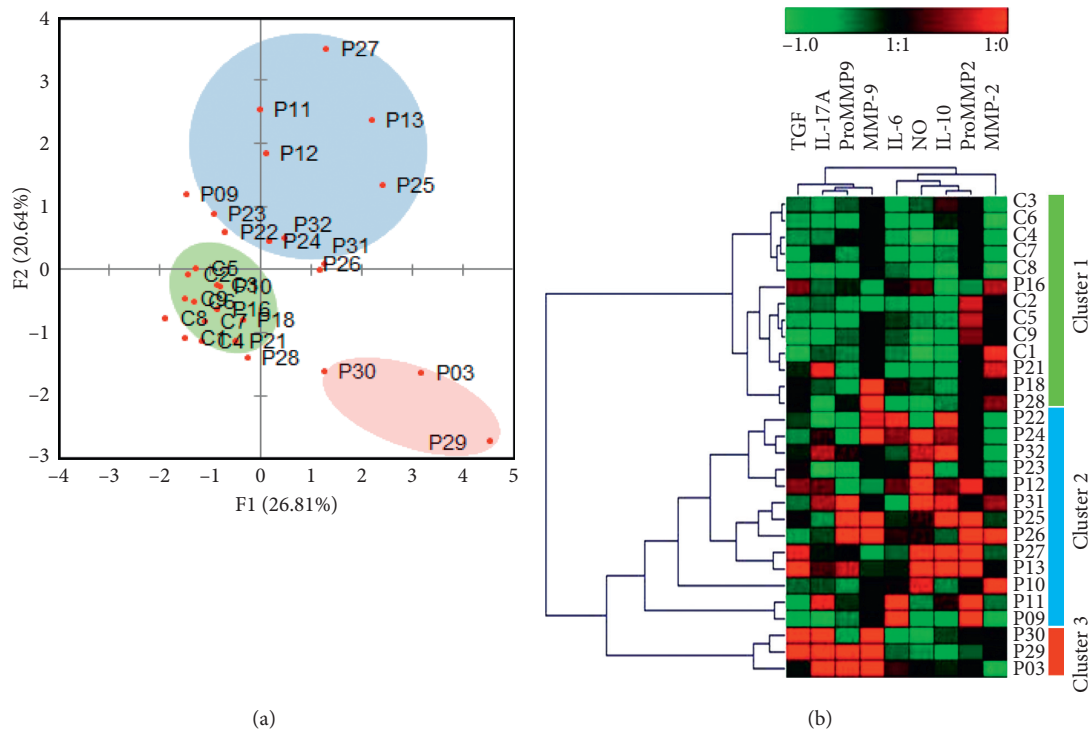 4
3
2
1
0
−1
−2
−3
F2 (20.64%)
−4
−3
−2
−1
0
1
2
3
4
5
F1 (26.81%)
P27
P11
P13
P12
P25
P09
P23
P22
P32
P24
P31
P26
C5
C2
C3
P10
C9
C6
P16
C8
C7
P18
C1
C4
P21
P28
P30
P03
P29
(a)
−1.0
1:1
1:0
TGF
IL-17A
ProMMP9
MMP-9
IL-6
NO
IL-10
ProMMP2
MMP-2
C3
C6
C4
C7
C8
P16
C2
C5
C9
C1
P21
P18
P28
P22
P24
P32
P23
P12
P31
P25
P26
P27
P13
P10
P11
P09
P30
P29
P03
Cluster 1
Cluster 2
Cluster 3
(b)